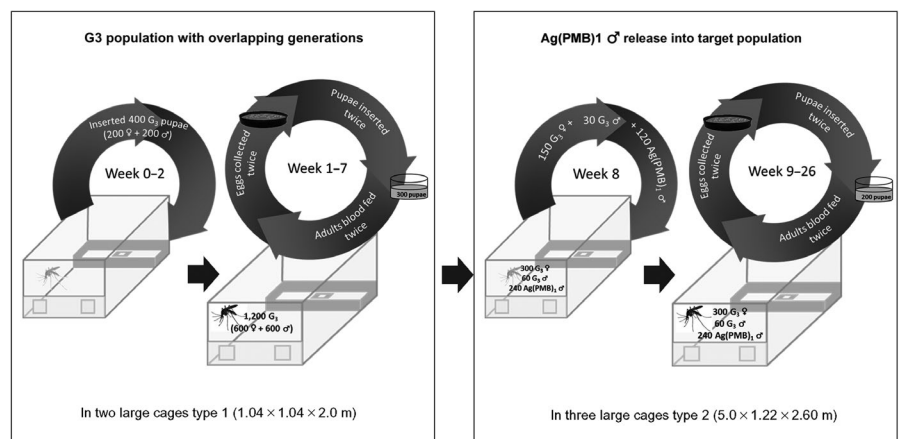 G3 population with overlapping generations
Inserted 400 G₃ pupae
(200 ♀ + 200 ♂)
Week 0–2
Pupae inserted
twice
Eggs collected
twice
Week 1–7
300 pupae
Adults blood fed
twice
1,200 G₃
(600 ♀ + 600 ♂)
In two large cages type 1 (1.04 × 1.04 × 2.0 m)
Ag(PMB)1 ♂ release into target population
150 G₃ ♀ + 30 G₃ ♂ + 120 Ag(PMB)₁ ♂
Week 8
300 G₃ ♀
60 G₃ ♂
240 Ag(PMB)₁ ♂
Pupae inserted
twice
Eggs collected
twice
Week 9–26
200 pupae
Adults blood fed
twice
300 G₃ ♀
60 G₃ ♂
240 Ag(PMB)₁ ♂
In three large cages type 2 (5.0 × 1.22 × 2.60 m)